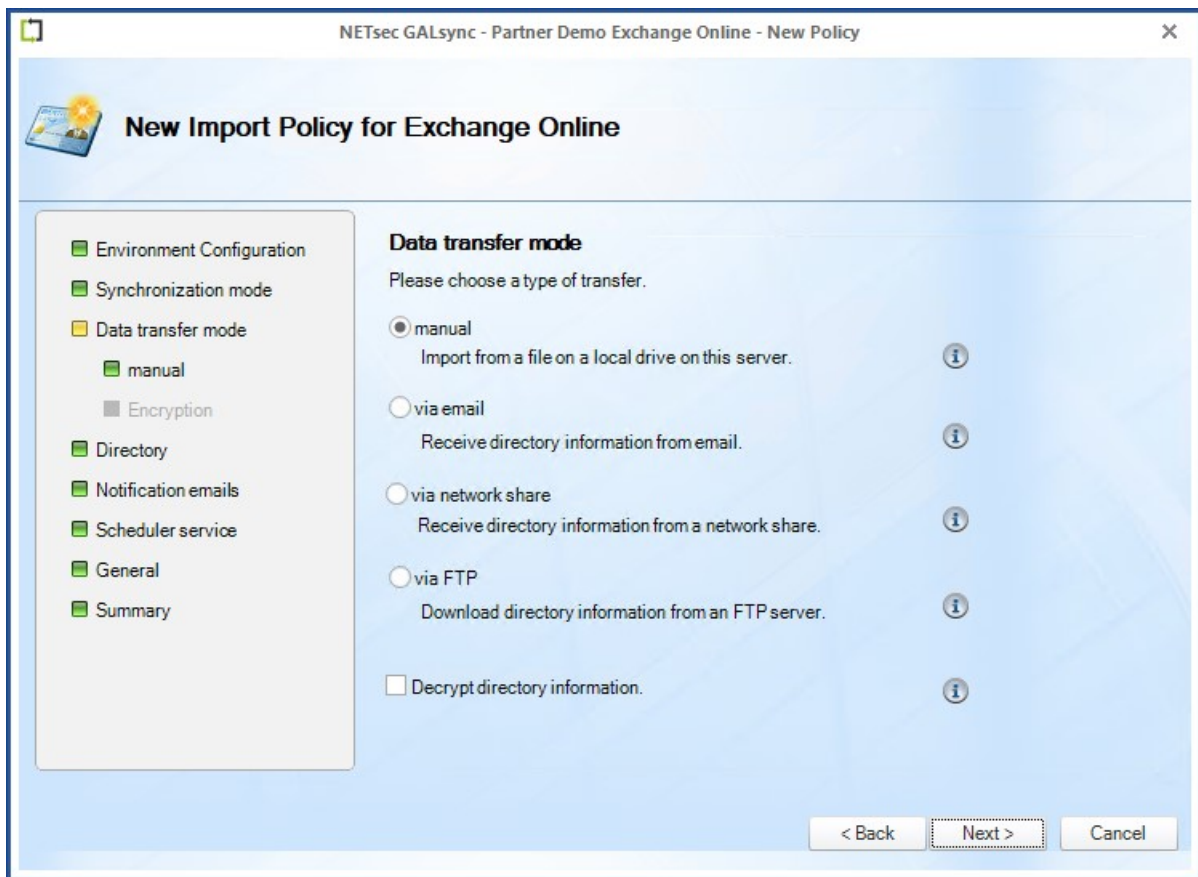 NETsec GALsync - Partner Demo Exchange Online - New Policy
New Import Policy for Exchange Online
Environment Configuration
Synchronization mode
Data transfer mode
manual
Encryption
Directory
Notification emails
Scheduler service
General
Summary
Data transfer mode
Please choose a type of transfer.
manual
Import from a file on a local drive on this server.
via email
Receive directory information from email.
via network share
Receive directory information from a network share.
via FTP
Download directory information from an FTP server.
Decrypt directory information.
< Back
Next >
Cancel